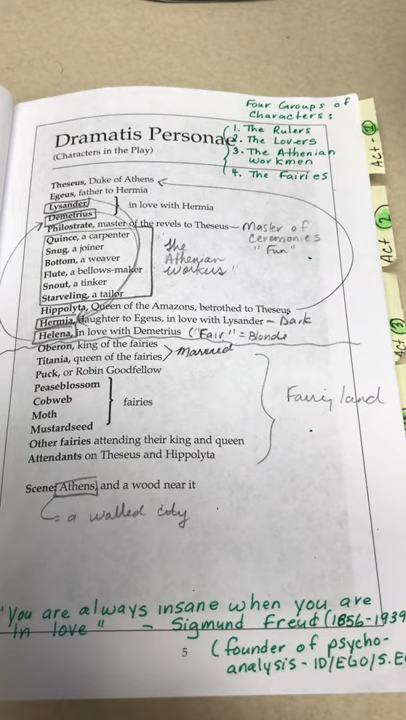 Four Groups of
Characters:
1. The Rulers
2. The Lovers
3. The Athenian
Workmen
4. The Fairies
Dramatis Personae
(Characters in the Play)
Theseus, Duke of Athens
Egeus, father to Hermia
Lysander
Demetrius
in love with Hermia
Philostrate, master of the revels to Theseus – Master of
Ceremonies
"Fun"
Quince, a carpenter
Snug, a joiner
Bottom, a weaver
Flute, a bellows-maker
Snout, a tinker
Starveling, a tailor
"The
Athenian
Workers"
Hippolyta, Queen of the Amazons, betrothed to Theseus
Hermia, daughter to Egeus, in love with Lysander – Dark
Helena, in love with Demetrius ("Fair" = Blonde
Oberon, king of the fairies
Titania, queen of the fairies
married
Puck, or Robin Goodfellow
Peaseblossom
Cobweb
Moth
Mustardseed
fairies
Other fairies attending their king and queen
Attendants on Theseus and Hippolyta
Fairy land
Scene: Athens, and a wood near it
= a walled city
"You are always insane when you are
in love" – Sigmund Freud (1856-1939
(founder of psycho-
analysis - ID/EGO/S.E
5
Act 1
Act 2
Act 3